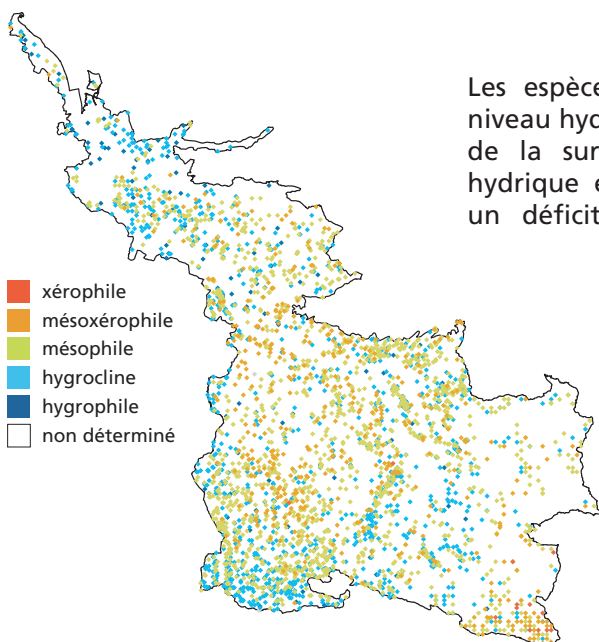 Les espèce
niveau hyd
de la sur
hydrique e
un déficit
xérophile
mésoxérophile
mésophile
hygrocline
hygrophile
non déterminé